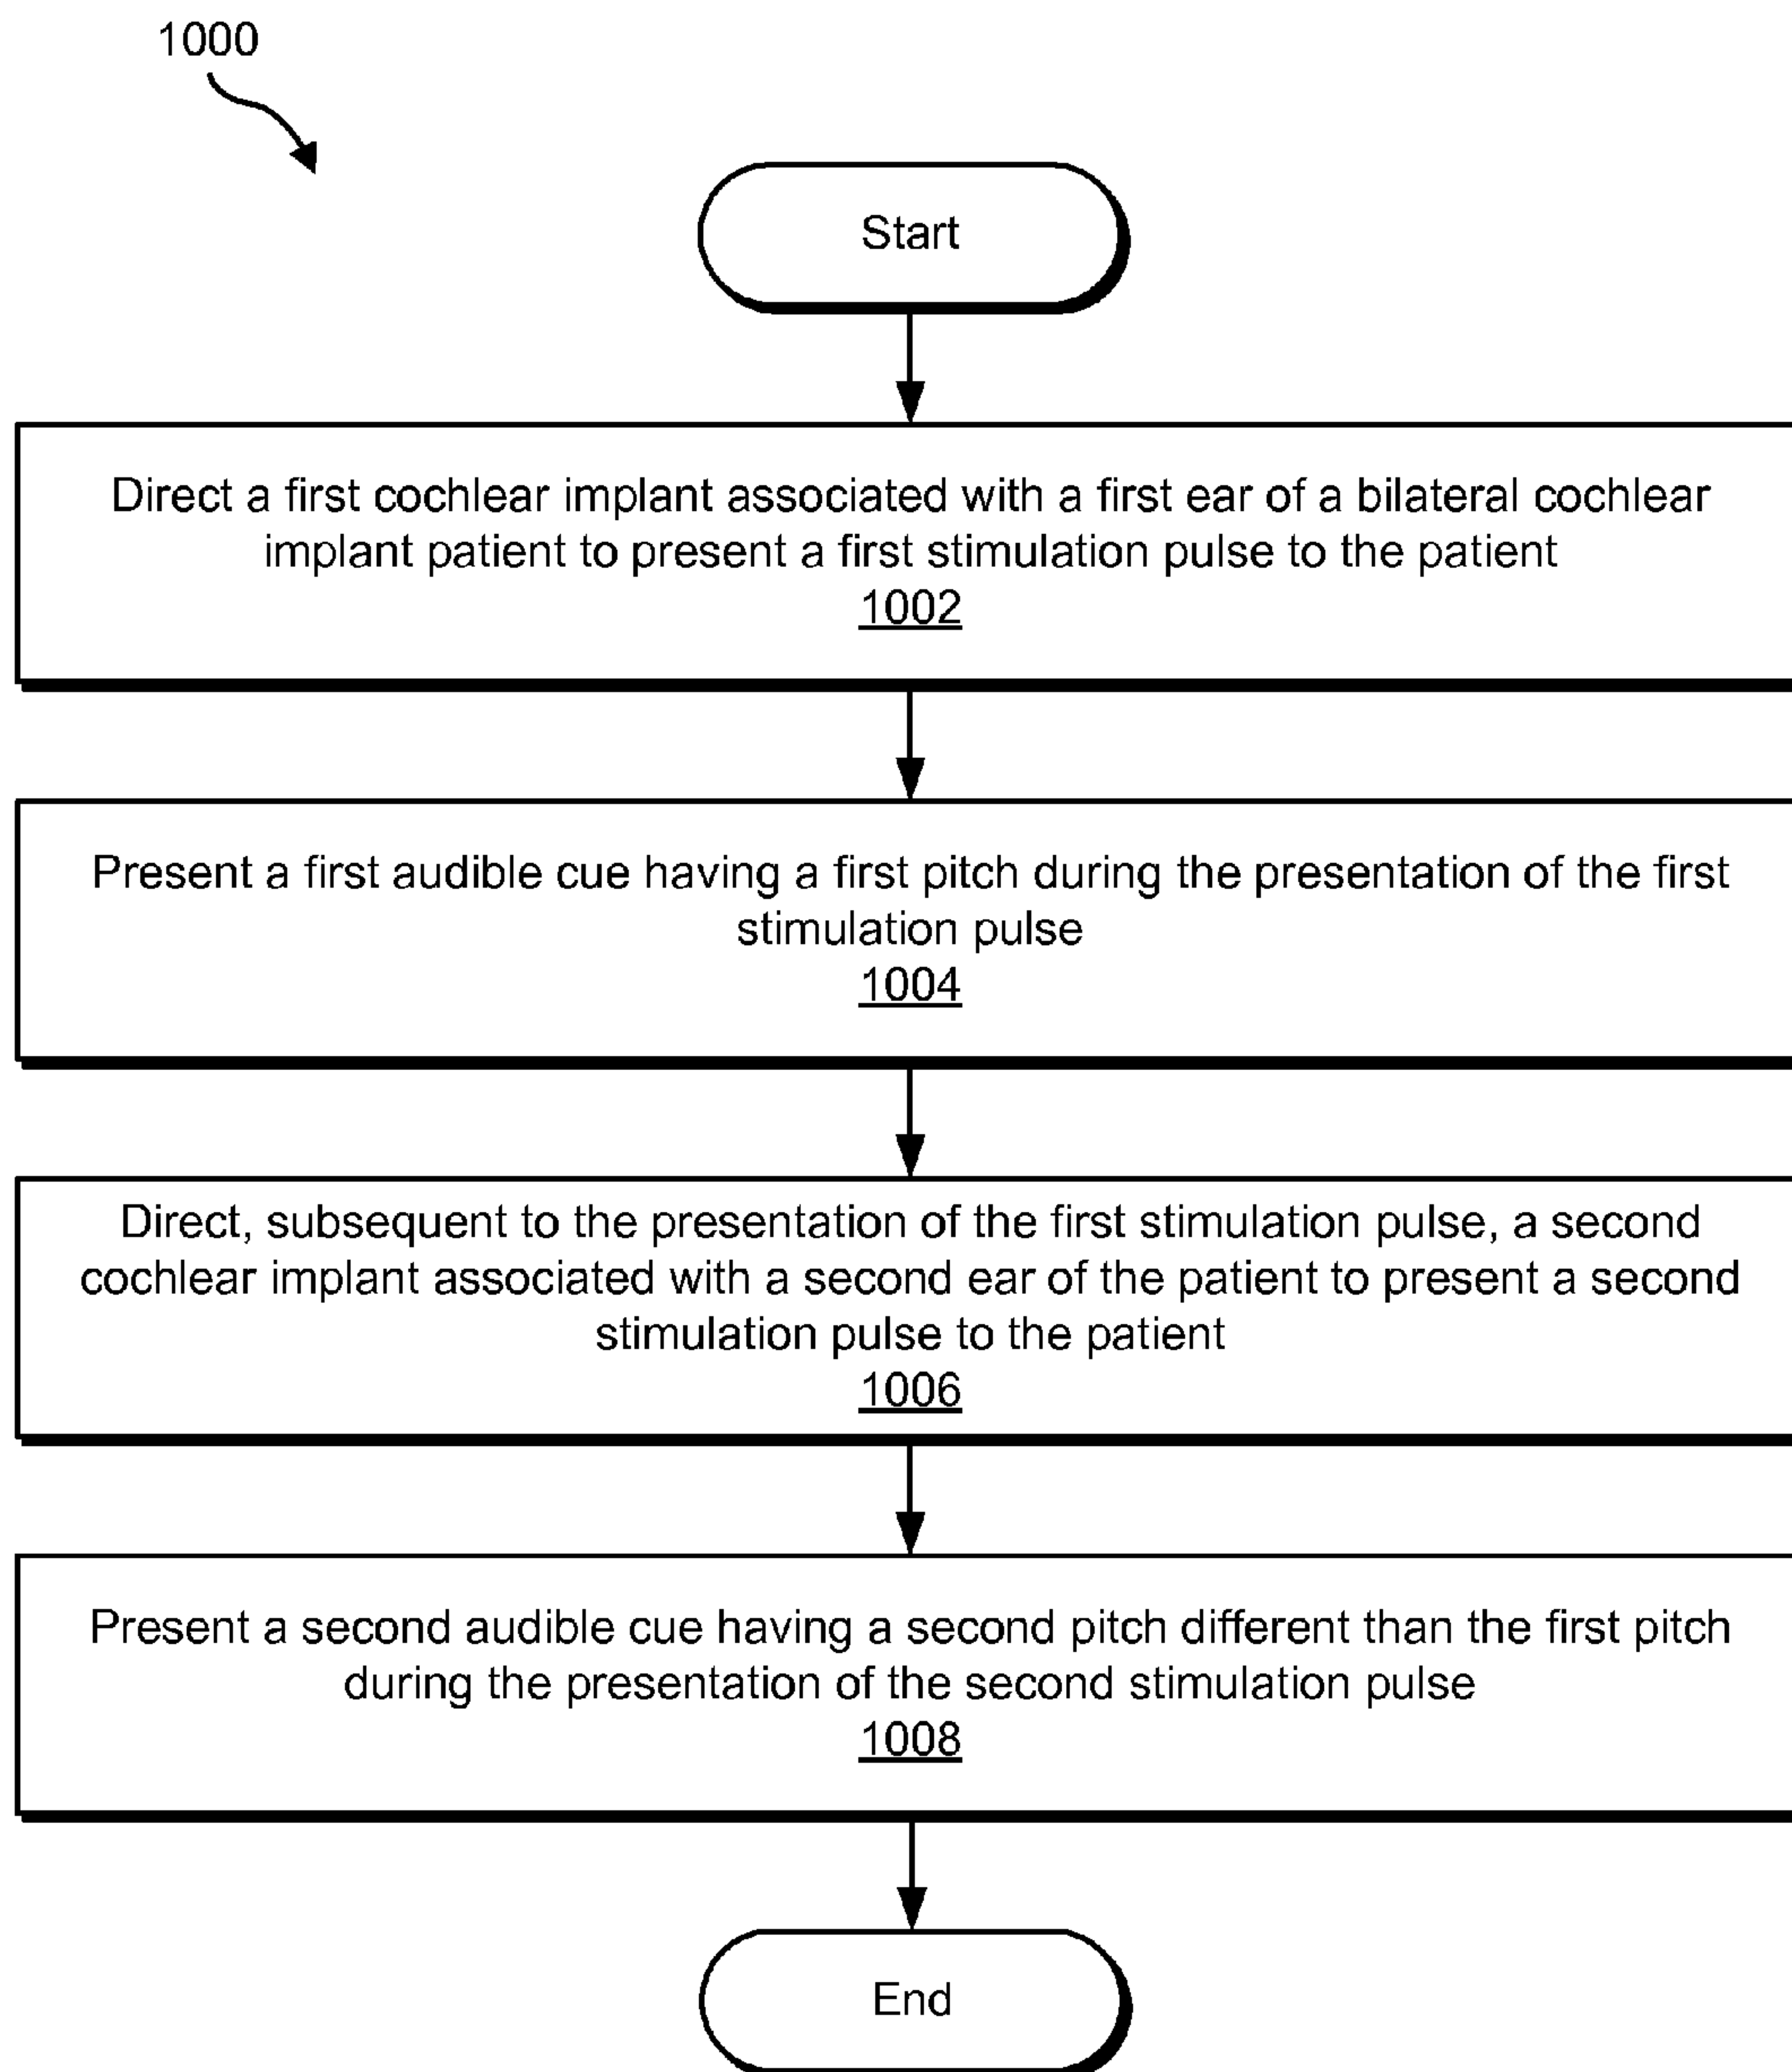 1000
Start
Direct a first cochlear implant associated with a first ear of a bilateral cochlear
implant patient to present a first stimulation pulse to the patient
1002
Present a first audible cue having a first pitch during the presentation of the first
stimulation pulse
1004
Direct, subsequent to the presentation of the first stimulation pulse, a second
cochlear implant associated with a second ear of the patient to present a second
stimulation pulse to the patient
1006
Present a second audible cue having a second pitch different than the first pitch
during the presentation of the second stimulation pulse
1008
End